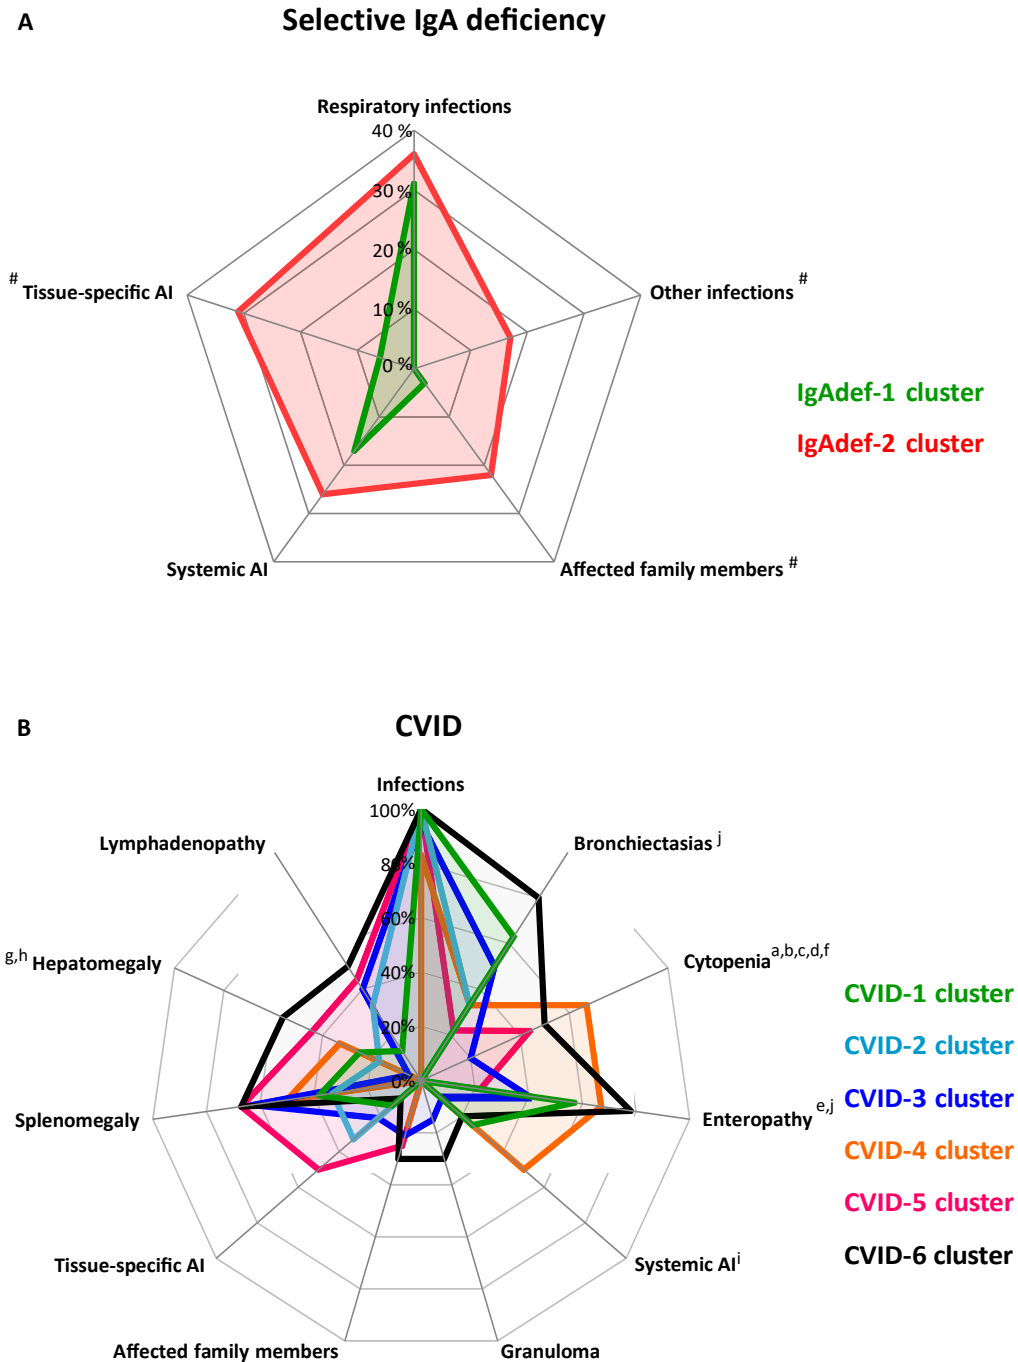 A
Selective IgA deficiency
Respiratory infections
40 %
30 %
20 %
10 %
0 %
# Tissue-specific AI
Other infections #
IgAdef-1 cluster
IgAdef-2 cluster
Systemic AI
Affected family members #
B
CVID
Infections
100%
80%
60%
40%
20%
0%
Lymphadenopathy
Bronchiectasias j
g,h Hepatomegaly
Cytopenia a,b,c,d,f
CVID-1 cluster
CVID-2 cluster
CVID-3 cluster
CVID-4 cluster
CVID-5 cluster
CVID-6 cluster
Splenomegaly
Enteropathy e,j
Tissue-specific AI
Systemic AI i
Affected family members
Granuloma